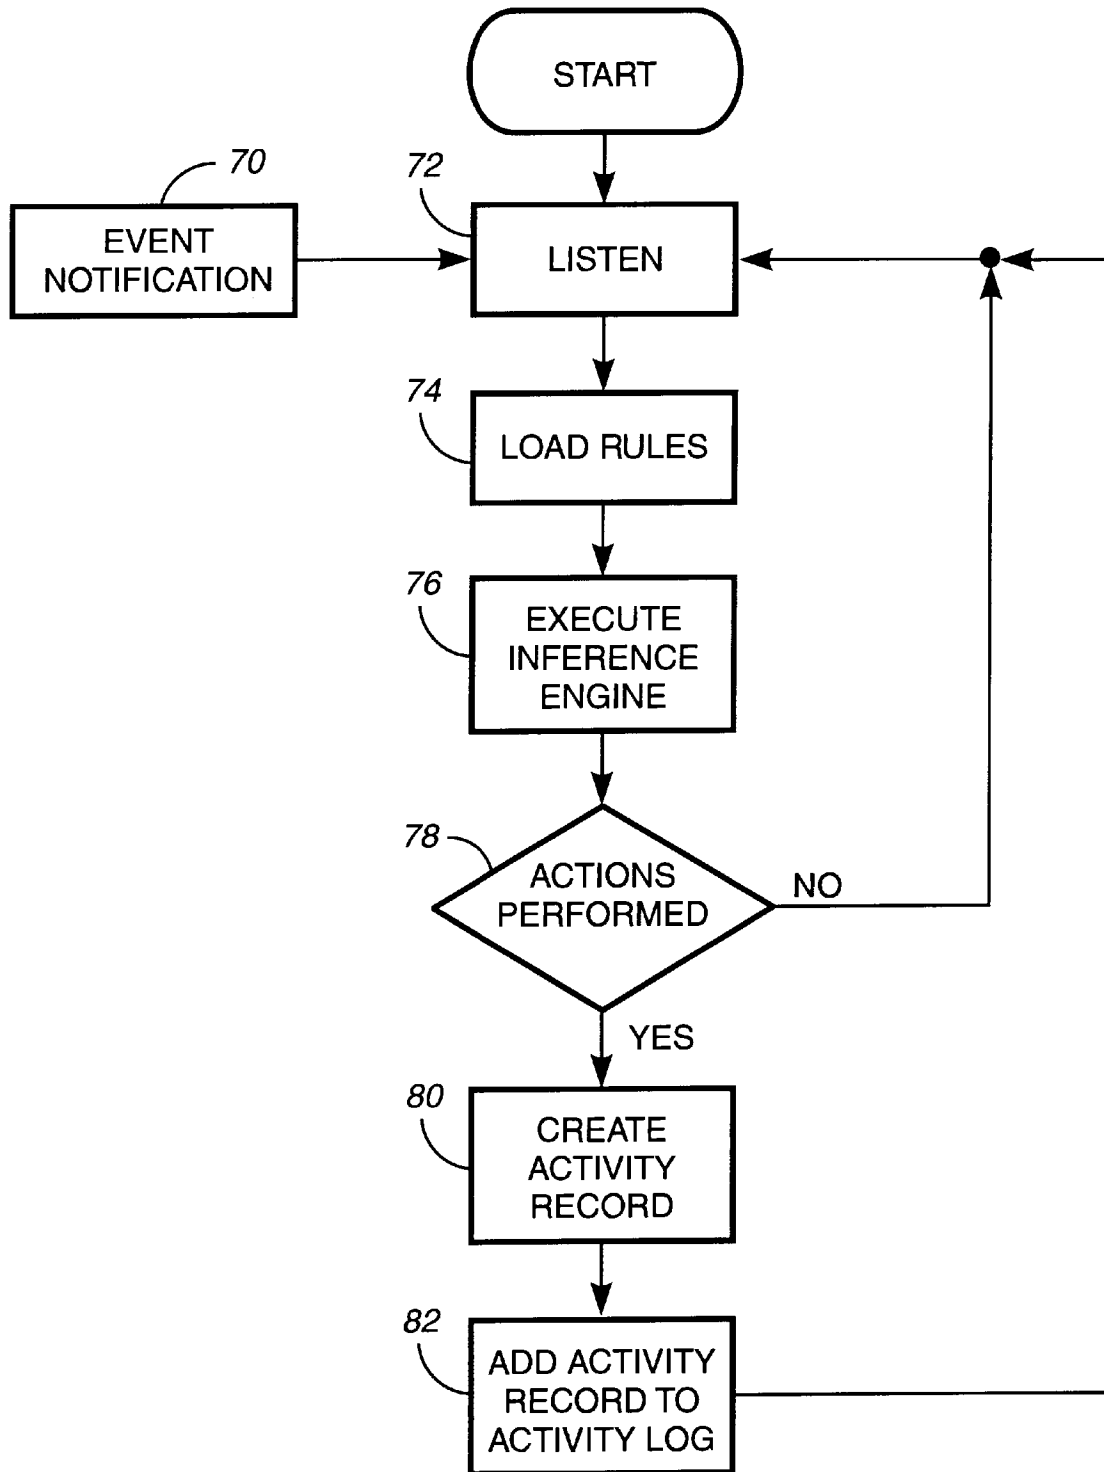 START
70
72
EVENT
NOTIFICATION
LISTEN
74
LOAD RULES
76
EXECUTE
INFERENCE
ENGINE
78
ACTIONS
PERFORMED
NO
YES
80
CREATE
ACTIVITY
RECORD
82
ADD ACTIVITY
RECORD TO
ACTIVITY LOG